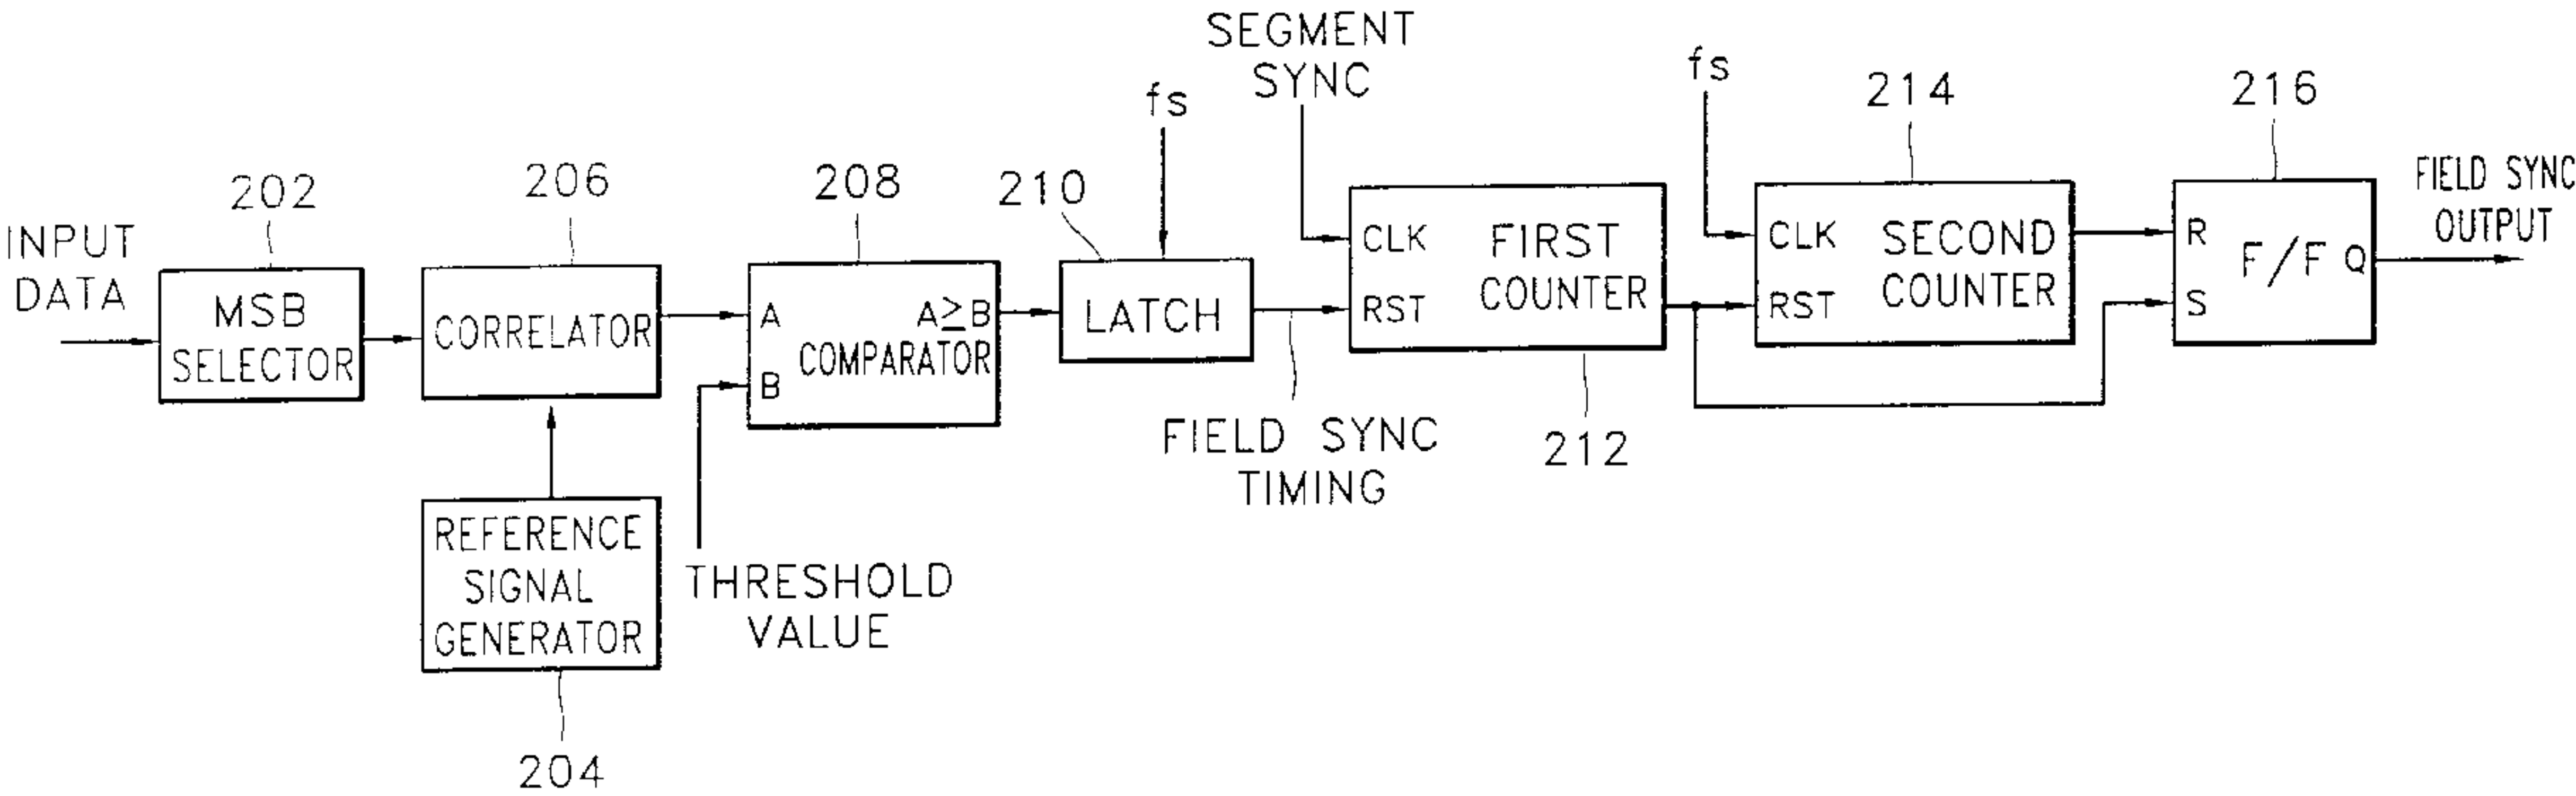 INPUT
DATA
202
MSB
SELECTOR
206
CORRELATOR
REFERENCE
SIGNAL
GENERATOR
204
208
A
B
A≥B
COMPARATOR
THRESHOLD
VALUE
fs
210
LATCH
FIELD SYNC
TIMING
SEGMENT
SYNC
CLK
RST
FIRST
COUNTER
212
fs
214
CLK
RST
SECOND
COUNTER
216
R
S
F/F
Q
FIELD SYNC
OUTPUT